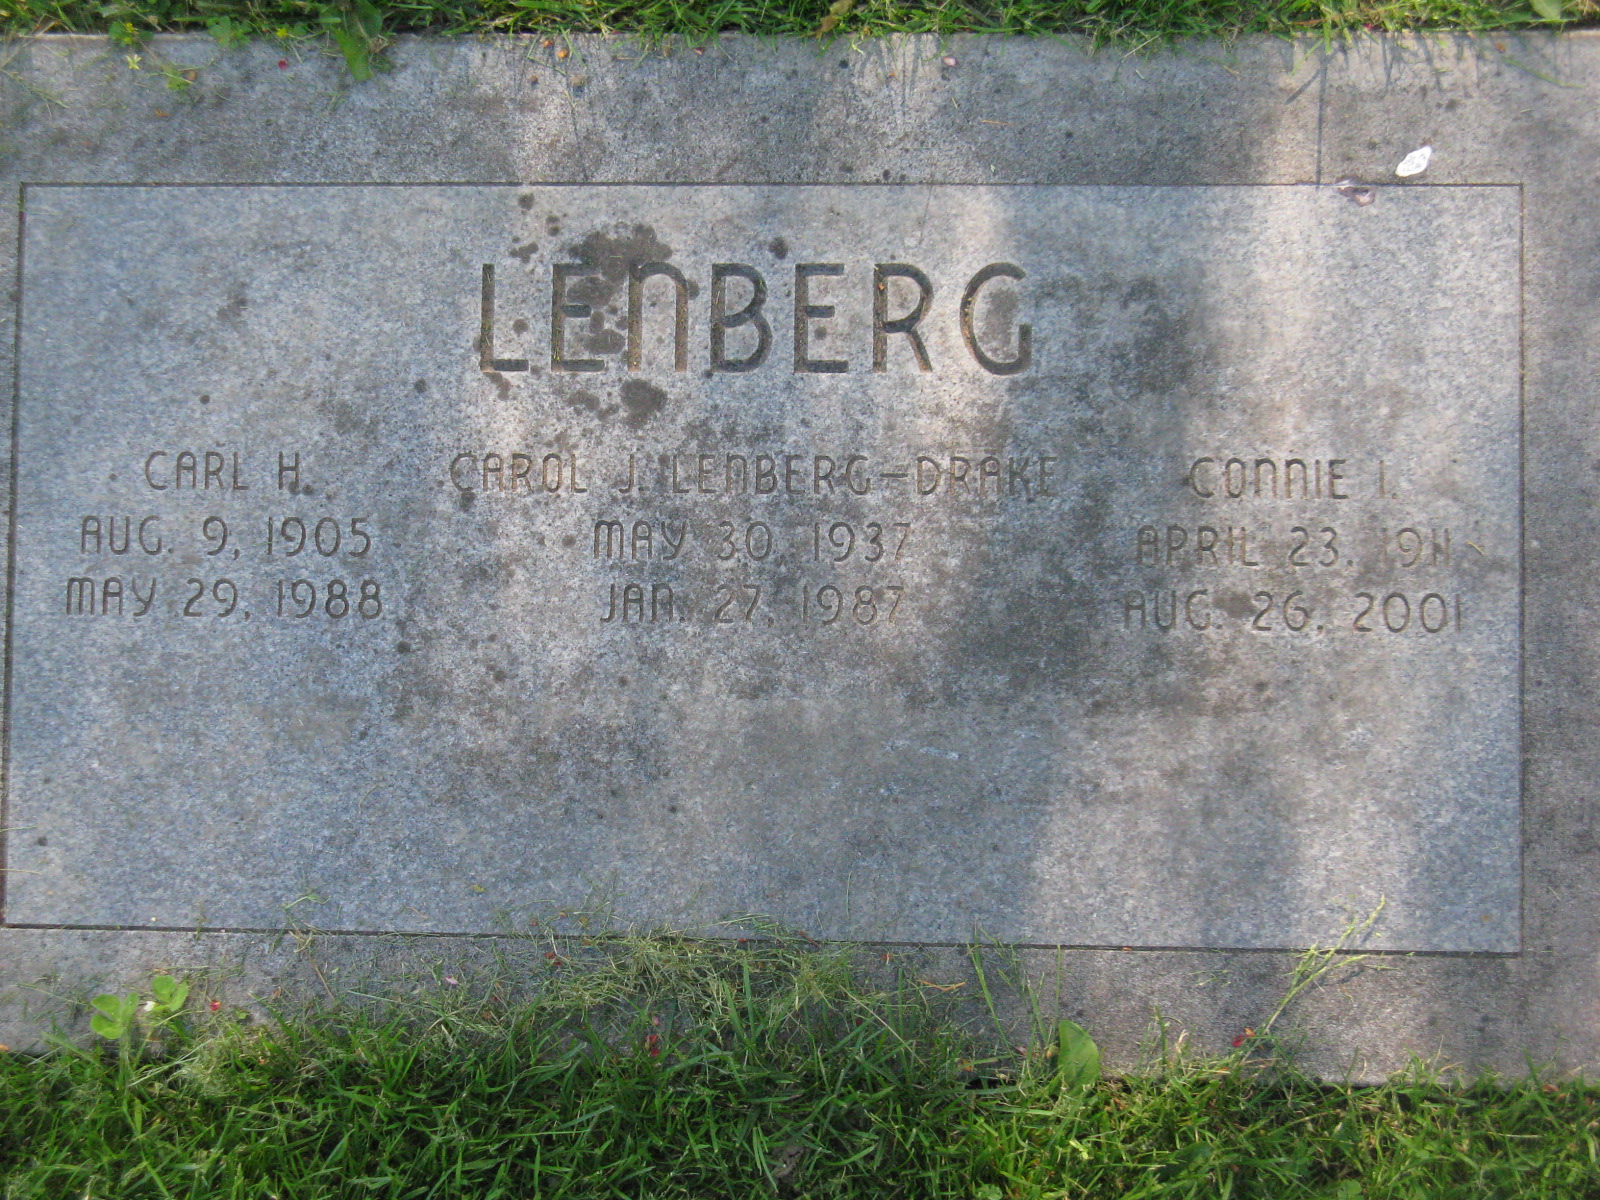 LENBERG
CARL H.
AUG. 9, 1905
MAY 29, 1988
CAROL J. LENBERG-DRAKE
MAY 30, 1937
JAN. 27, 1987
CONNIE I.
APRIL 23, 1911
AUG. 26, 2001